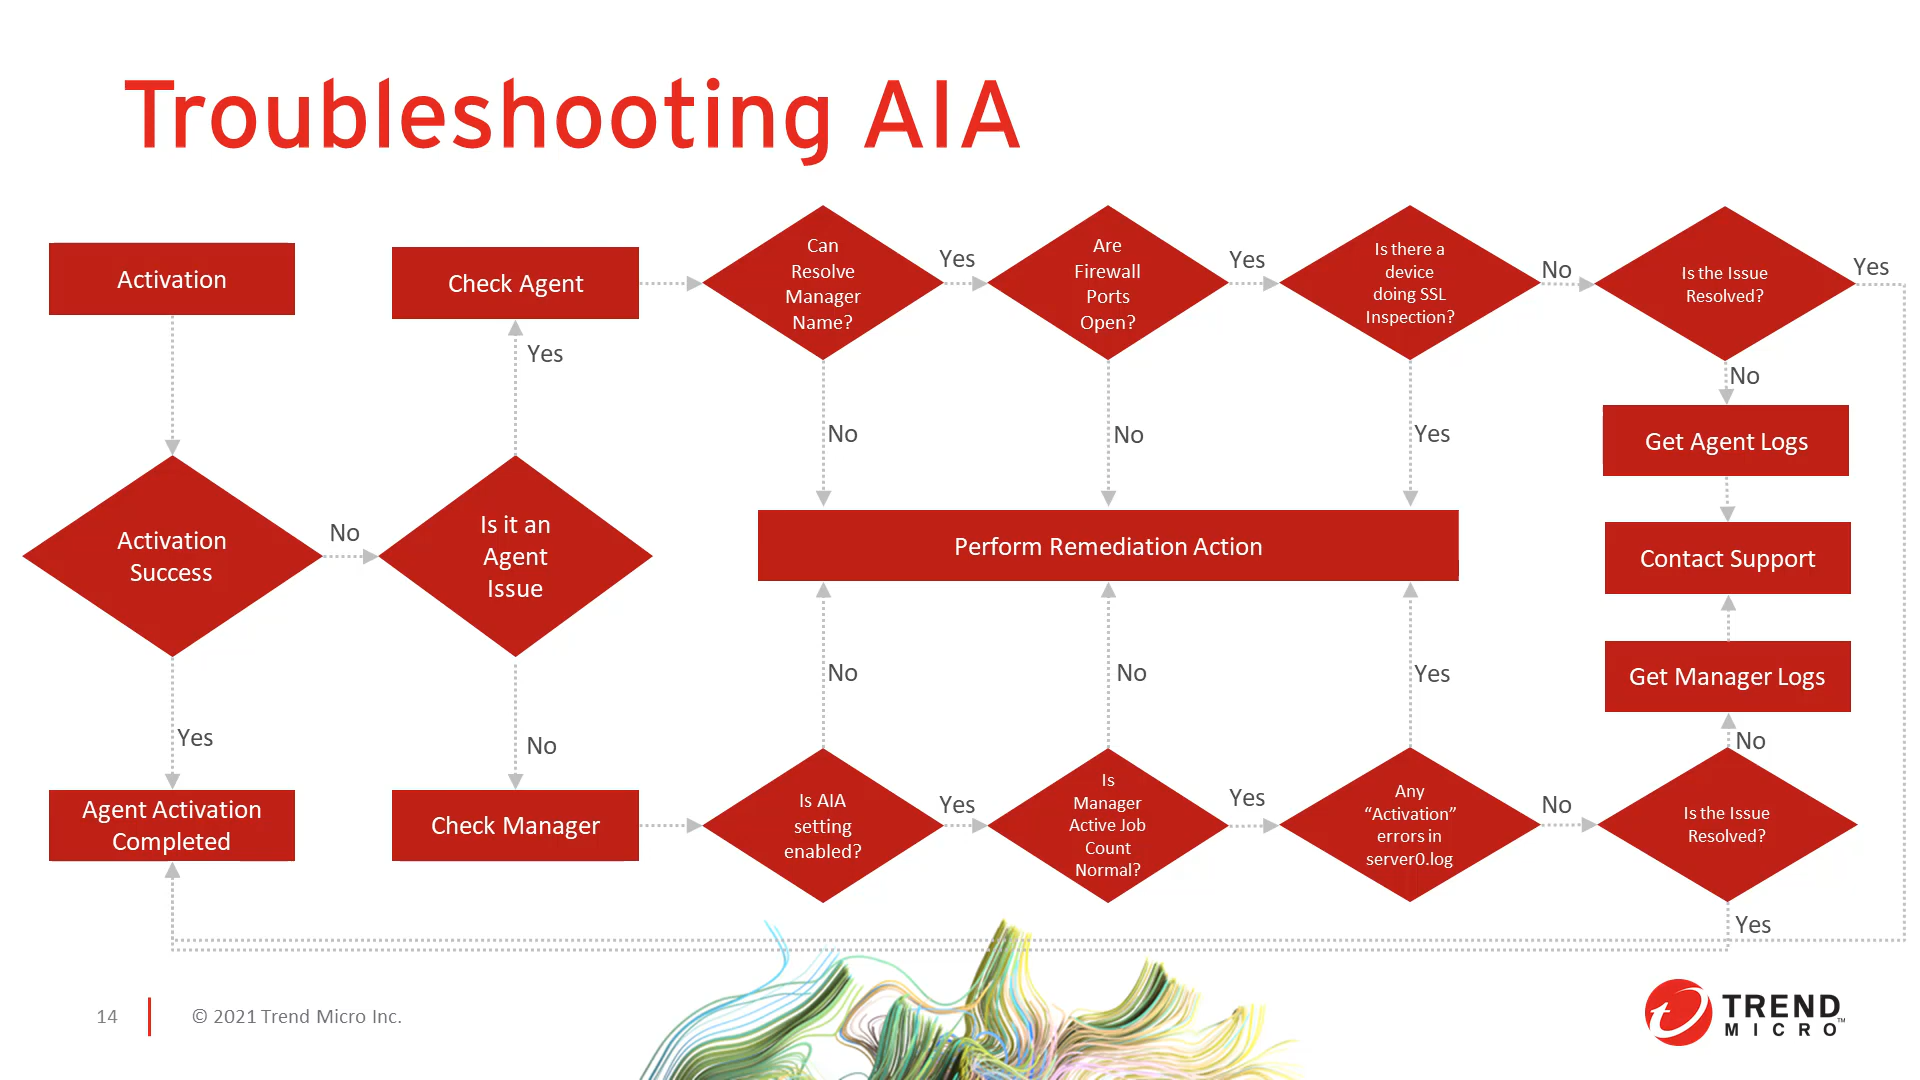 Troubleshooting AIA
Activation
Check Agent
Can
Resolve
Manager
Name?
Yes
Are
Firewall
Ports
Open?
Yes
Is there a
device
doing SSL
Inspection?
No
Is the Issue
Resolved?
Yes
Yes
No
No
No
Yes
Get Agent Logs
Activation
Success
No
Is it an
Agent
Issue
Perform Remediation Action
Contact Support
No
No
Yes
Get Manager Logs
Yes
No
No
Agent Activation
Completed
Check Manager
Is AIA
setting
enabled?
Yes
Is
Manager
Active Job
Count
Normal?
Yes
Any
“Activation”
errors in
server0.log
No
Is the Issue
Resolved?
Yes
14
© 2021 Trend Micro Inc.
TREND
MICRO™